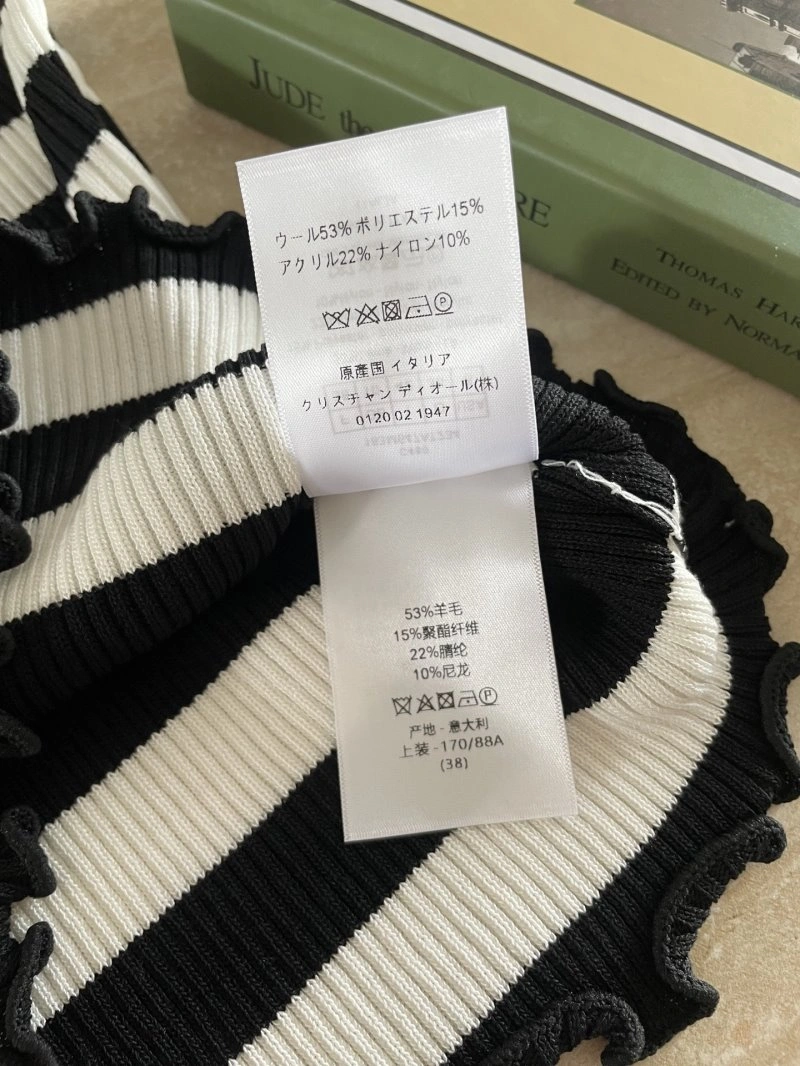 JUDE the
RE
THOMAS HAR
EDITED BY NORMA
ウール53% ポリエステル15%
アクリル22% ナイロン10%
原産国 イタリア
クリスチャン ディオール(株)
0120 02 1947
53%羊毛
15%聚酯纤维
22%腈纶
10%尼龙
产地 - 意大利
上装 -170/88A
(38)